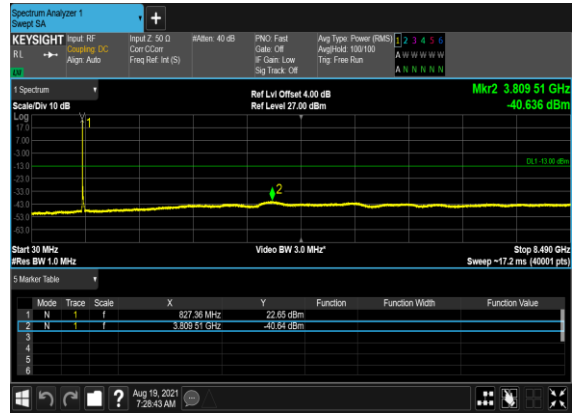 Spectrum Analyzer 1
Swept SA
+
KEYSIGHT Input: RF Input Z: 50 Ω #Atten: 40 dB PNO: Fast Avg Type: Power (RMS) 1 2 3 4 5 6
RL Coupling: DC Corr CCorr Gate: Off Avg|Hold: 100/100 A W W W W W
Align: Auto Freq Ref: Int (S) IF Gain: Low Trig: Free Run
Sig Track: Off A N N N N N
1 Spectrum
Ref Lvl Offset 4.00 dB Mkr2 3.809 51 GHz
Scale/Div 10 dB Ref Level 27.00 dBm -40.636 dBm
Log
17.0
7.00
-3.00
-13.0
-23.0
-33.0
-43.0
-53.0
-63.0
1
DL1 -13.00 dBm
2
Start 30 MHz Video BW 3.0 MHz* Stop 8.490 GHz
#Res BW 1.0 MHz Sweep ~17.2 ms (40001 pts)
5 Marker Table
Mode Trace Scale X Y Function Function Width Function Value
1 N 1 f 827.36 MHz 22.65 dBm
2 N 1 f 3.809 51 GHz -40.64 dBm
3
4
5
6
? Aug 19, 2021
7:28:43 AM